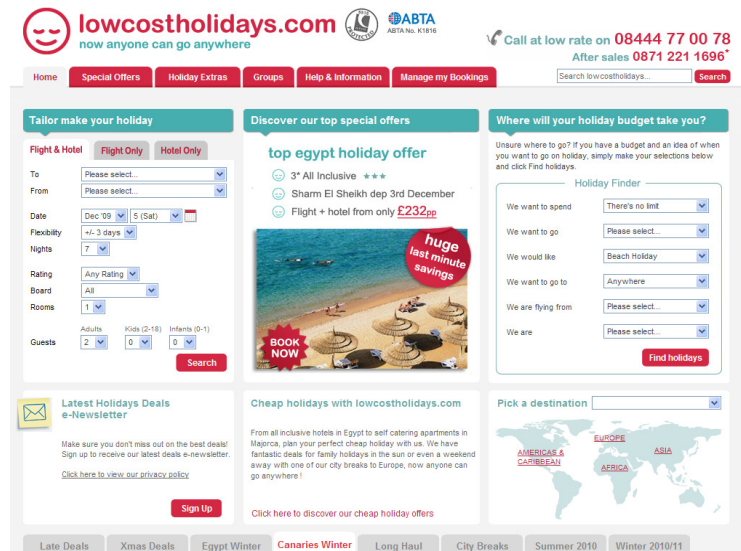 lowcostholidays.com
now anyone can go anywhere
ABTA
ABTA No. K1816
Call at low rate on 08444 77 00 78
After sales 0871 221 1696*
Home
Special Offers
Holiday Extras
Groups
Help & Information
Manage my Bookings
Search lowcostholidays...
Search
Tailor make your holiday
Flight & Hotel
Flight Only
Hotel Only
To Please select...
From Please select...
Date Dec '09 5 (Sat)
Flexibility +/- 3 days
Nights 7
Rating Any Rating
Board All
Rooms 1
Adults Kids (2-18) Infants (0-1)
Guests 2 0 0
Search
Discover our top special offers
top egypt holiday offer
3* All Inclusive ★★★
Sharm El Sheikh dep 3rd December
Flight + hotel from only £232pp
huge
last minute
savings
BOOK
NOW
Where will your holiday budget take you?
Unsure where to go? If you have a budget and an idea of when
you want to go on holiday, simply make your selections below
and click Find holidays.
Holiday Finder
We want to spend There's no limit
We want to go Please select...
We would like Beach Holiday
We want to go to Anywhere
We are flying from Please select...
We are Please select...
Find holidays
Latest Holidays Deals
e-Newsletter
Make sure you don't miss out on the best deals!
Sign up to receive our latest deals e-newsletter.
Click here to view our privacy policy
Sign Up
Cheap holidays with lowcostholidays.com
From all inclusive hotels in Egypt to self catering apartments in
Majorca, plan your perfect cheap holiday with us. We have
fantastic deals for family holidays in the sun or even a weekend
away with one of our city breaks to Europe, now anyone can
go anywhere !
Click here to discover our cheap holiday offers
Pick a destination
AMERICAS &
CARIBBEAN
EUROPE
ASIA
AFRICA
Late Deals
Xmas Deals
Egypt Winter
Canaries Winter
Long Haul
City Breaks
Summer 2010
Winter 2010/11